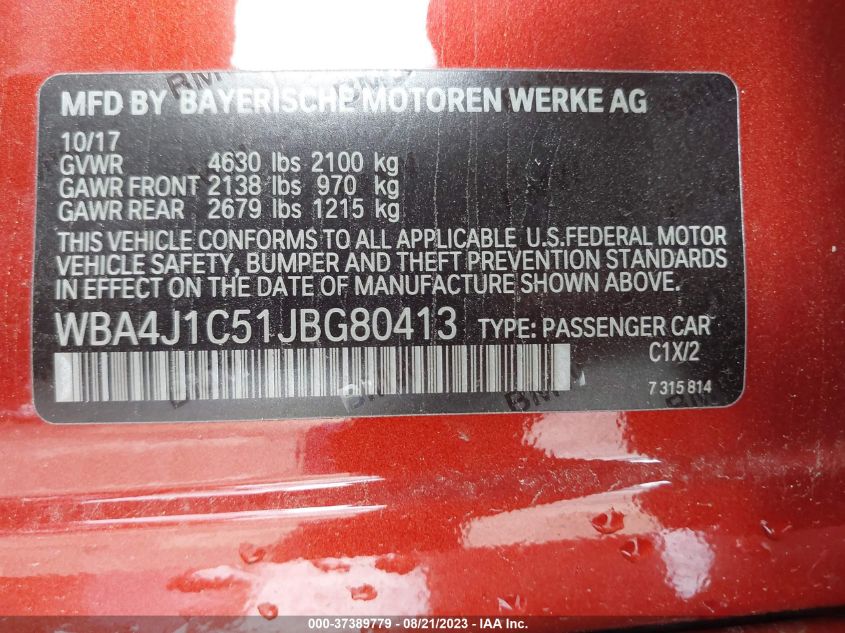 MFD BY BAYERISCHE MOTOREN WERKE AG
10/17
GVWR 4630 lbs 2100 kg
GAWR FRONT 2138 lbs 970 kg
GAWR REAR 2679 lbs 1215 kg
THIS VEHICLE CONFORMS TO ALL APPLICABLE U.S.FEDERAL MOTOR
VEHICLE SAFETY, BUMPER AND THEFT PREVENTION STANDARDS
IN EFFECT ON THE DATE OF MANUFACTURE SHOWN ABOVE.
WBA4J1C51JBG80413 TYPE: PASSENGER CAR
C1X/2
7 315 814
000-37389779 - 08/21/2023 - IAA Inc.